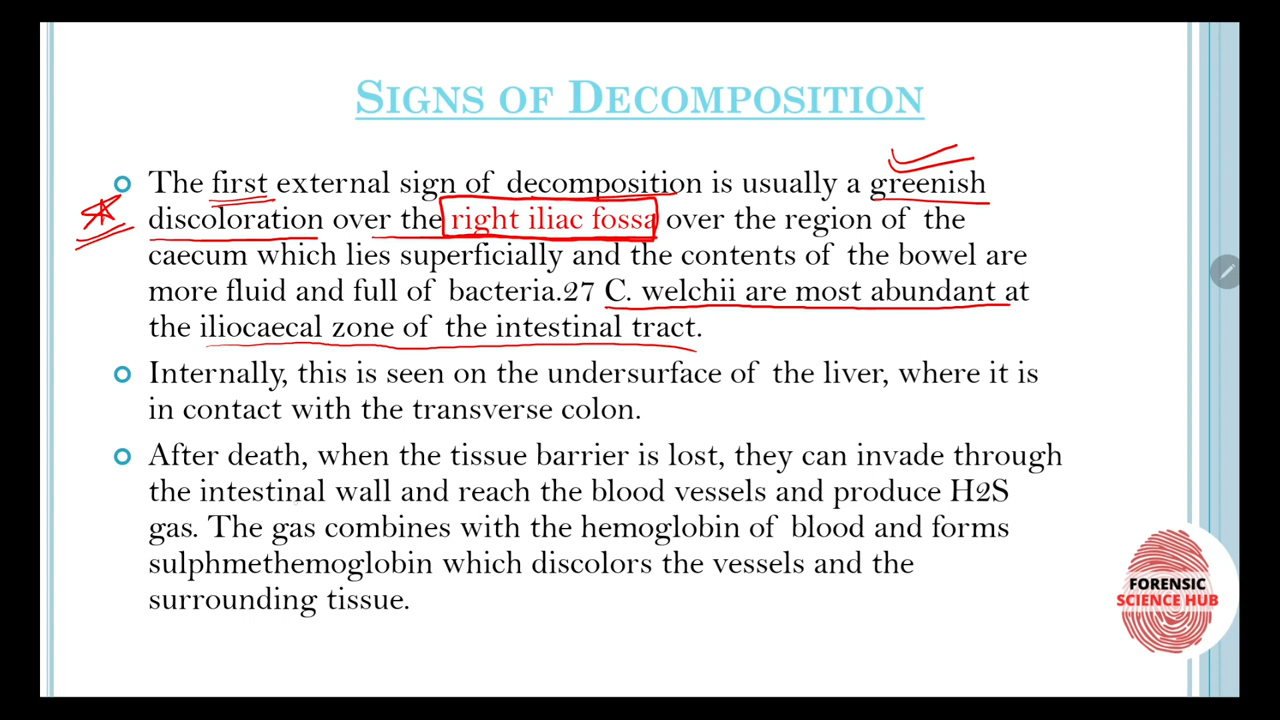 SIGNS OF DECOMPOSITION
The first external sign of decomposition is usually a greenish
discoloration over the right iliac fossa over the region of the
caecum which lies superficially and the contents of the bowel are
more fluid and full of bacteria.27 C. welchii are most abundant at
the iliocaecal zone of the intestinal tract.
Internally, this is seen on the undersurface of the liver, where it is
in contact with the transverse colon.
After death, when the tissue barrier is lost, they can invade through
the intestinal wall and reach the blood vessels and produce H2S
gas. The gas combines with the hemoglobin of blood and forms
sulphmethemoglobin which discolors the vessels and the
surrounding tissue.
FORENSIC
SCIENCE HUB